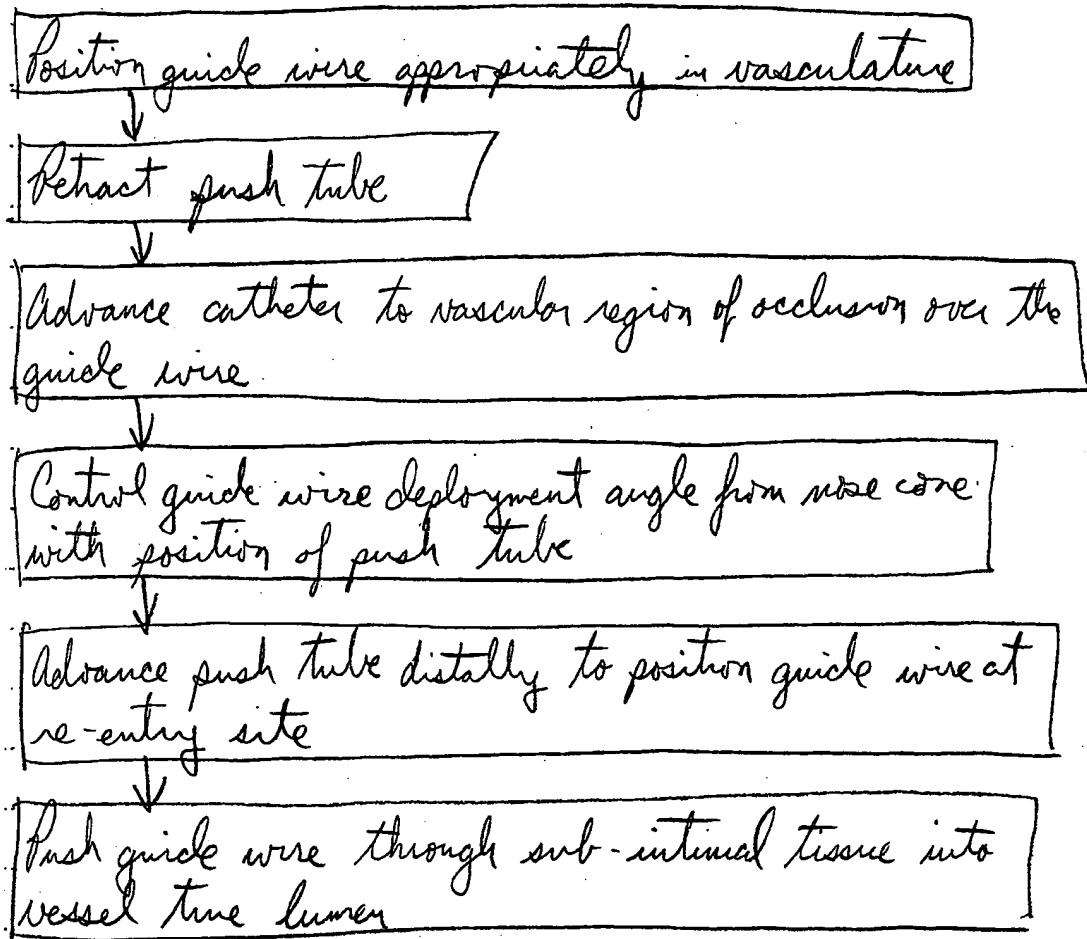 Position guide wire appropriately in vasculature
Retract push tube
Advance catheter to vascular region of occlusion over the
guide wire
Control guide wire deployment angle from nose cone
with position of push tube
Advance push tube distally to position guide wire at
re-entry site
Push guide wire through sub-intimal tissue into
vessel true lumen